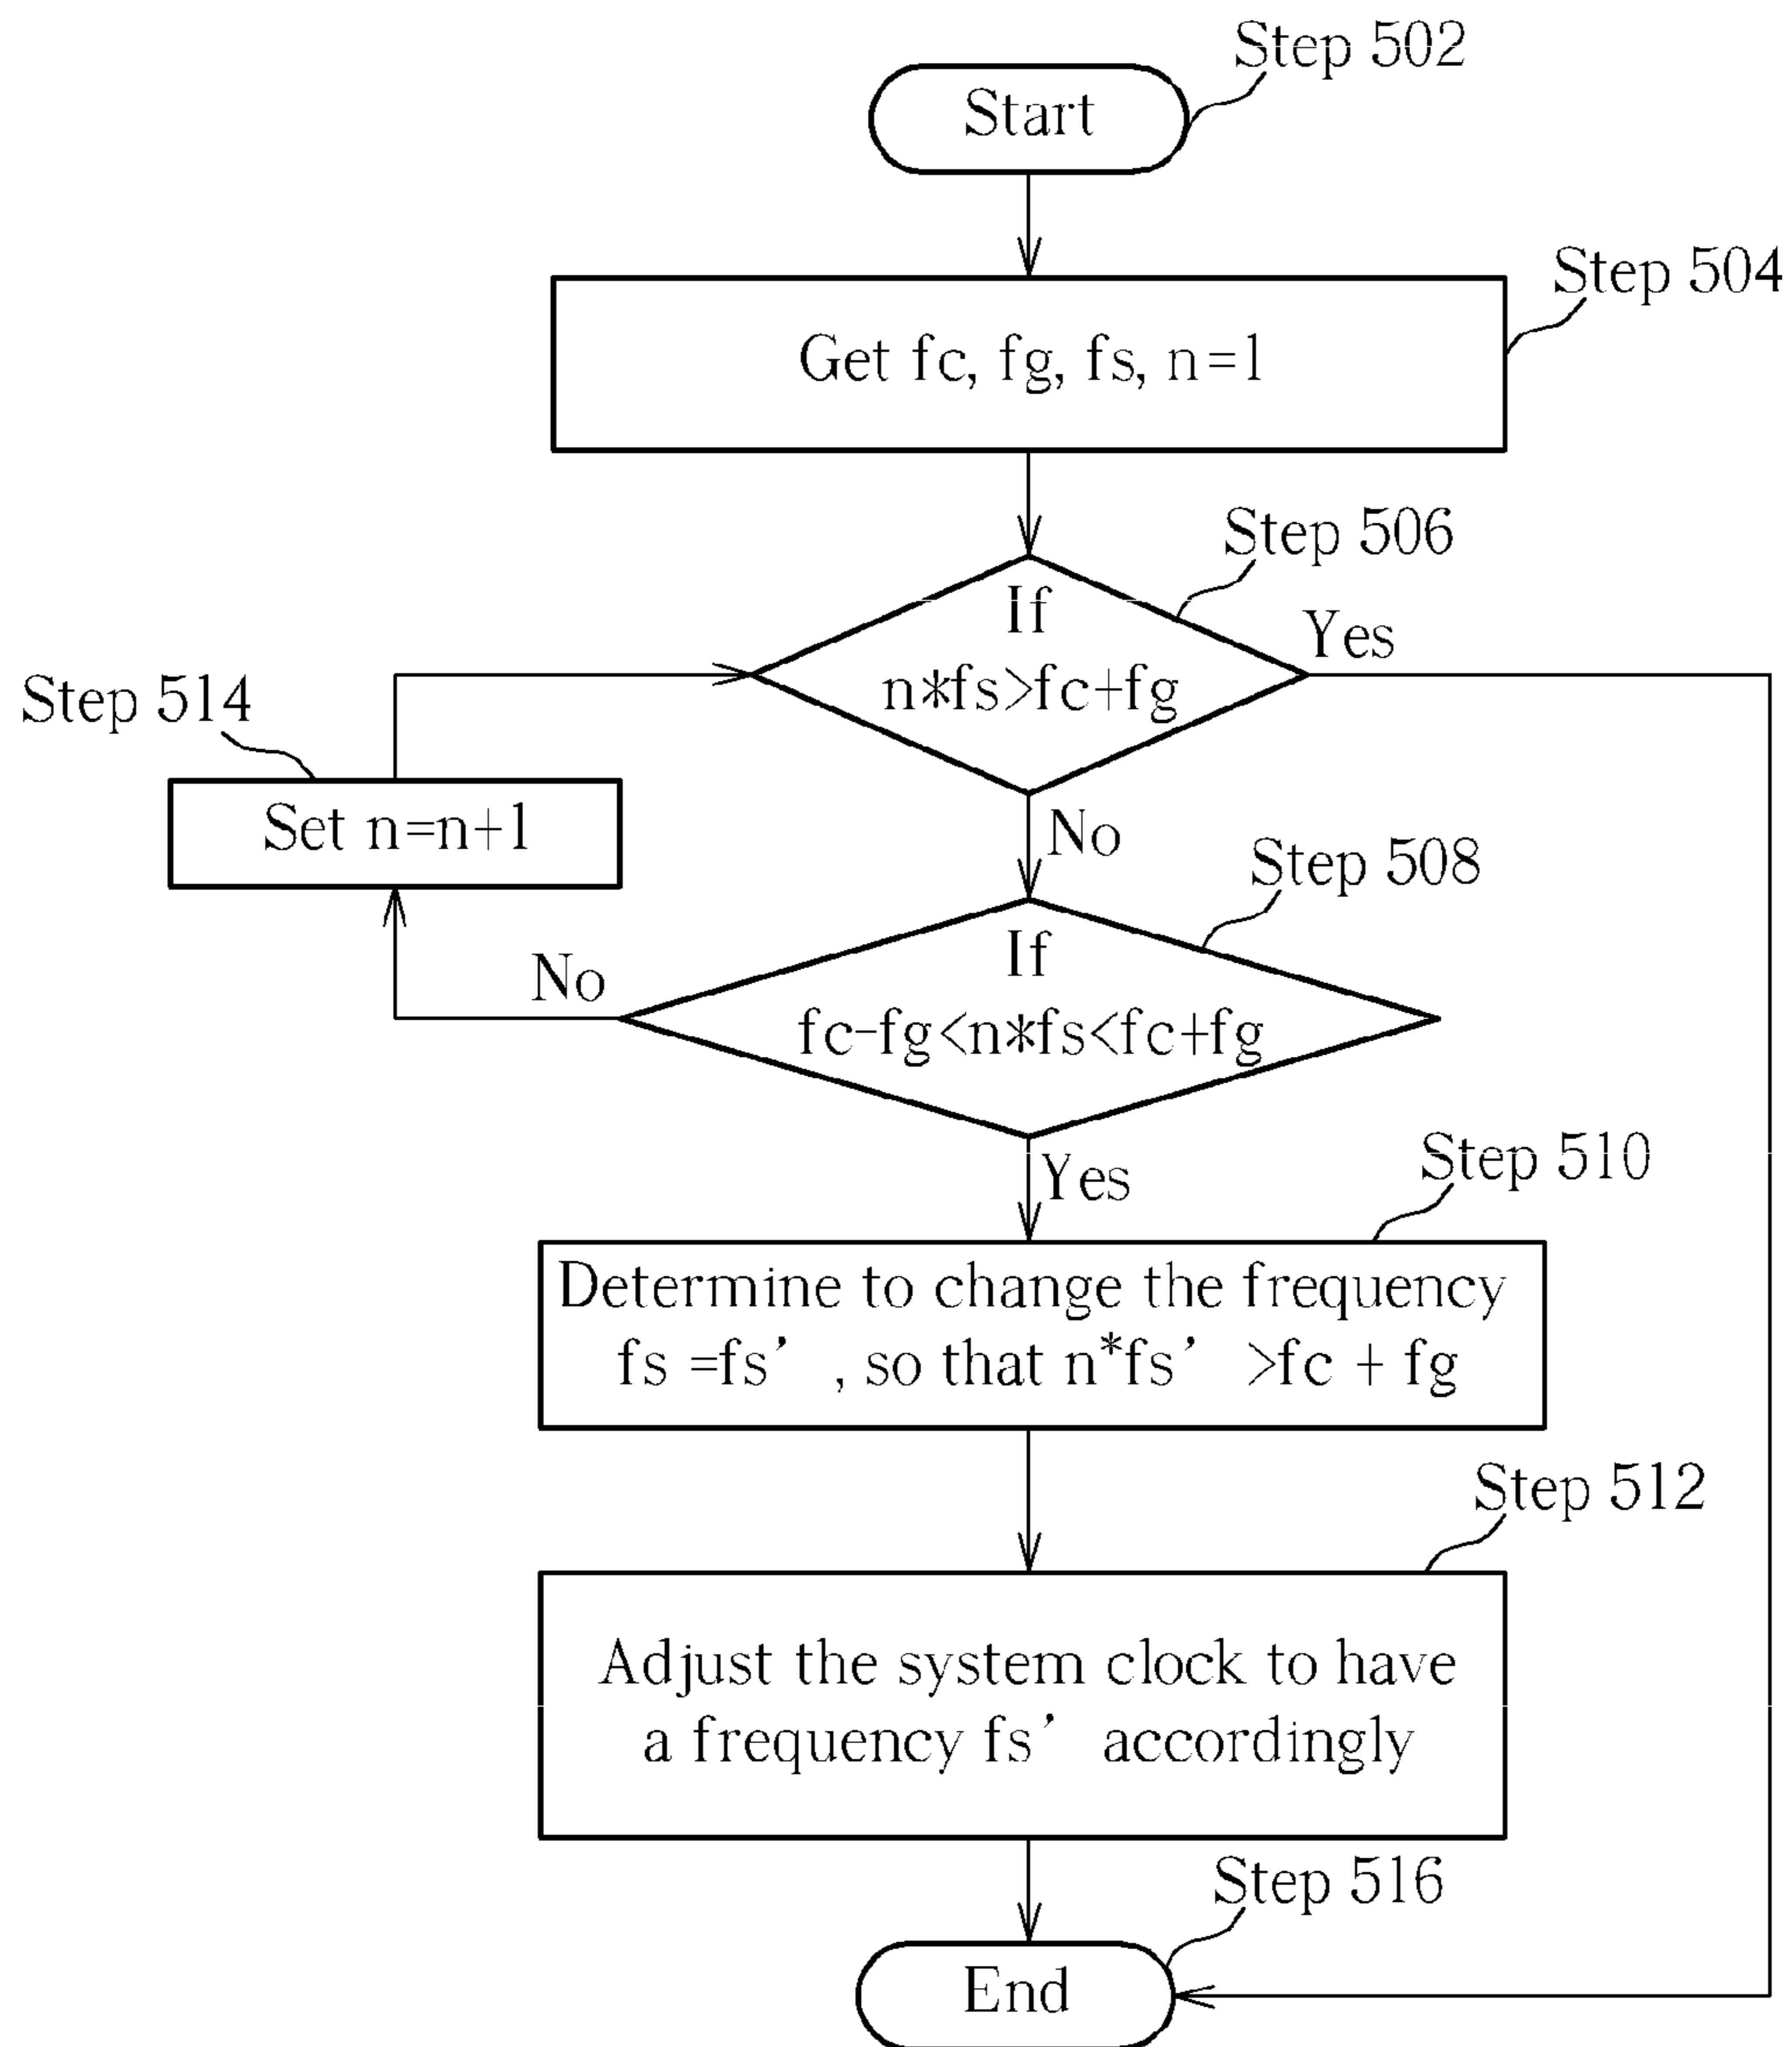 Step 502
Start
Step 504
Get fc, fg, fs, n=1
Step 506
If
n*fs>fc+fg
Yes
Step 514
Set n=n+1
No
Step 508
If
fc-fg<n*fs<fc+fg
No
Yes
Step 510
Determine to change the frequency
fs =fs’ , so that n*fs’ >fc + fg
Step 512
Adjust the system clock to have
a frequency fs’ accordingly
Step 516
End